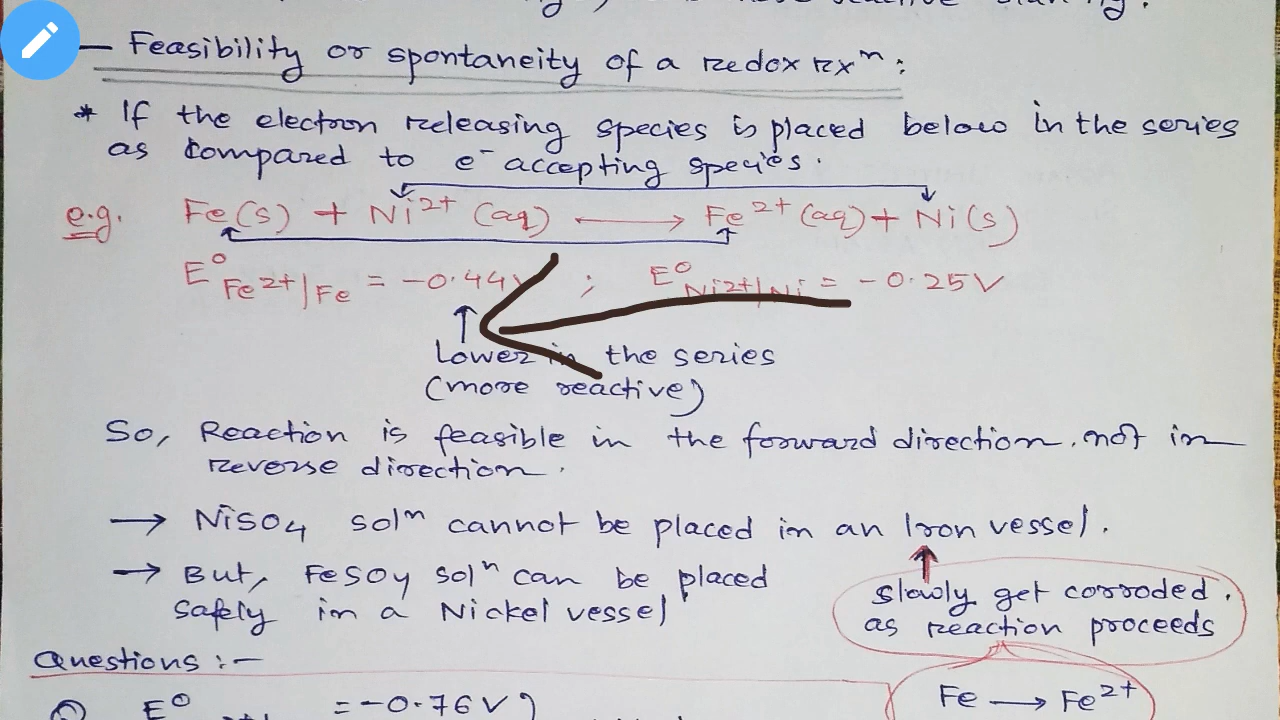 — Feasibility or spontaneity of a redox rxⁿ :
* If the electron releasing species is placed below in the series
as compared to e⁻ accepting species.
e.g. Fe(s) + Ni²⁺ (aq) ⟶ Fe²⁺ (aq) + Ni(s)
E⁰ Fe²⁺|Fe = -0.44V ; E⁰ Ni²⁺|Ni = -0.25V
↑
Lower in the series
(more reactive)
So, Reaction is feasible in the forward direction. not in
reverse direction.
→ NiSO4 solⁿ cannot be placed in an Iron vessel.
→ But, FeSO4 solⁿ can be placed
safely in a Nickel vessel
↑
slowly get corroded.
as reaction proceeds
Fe → Fe²⁺
Questions :-
E⁰ = -0.76V